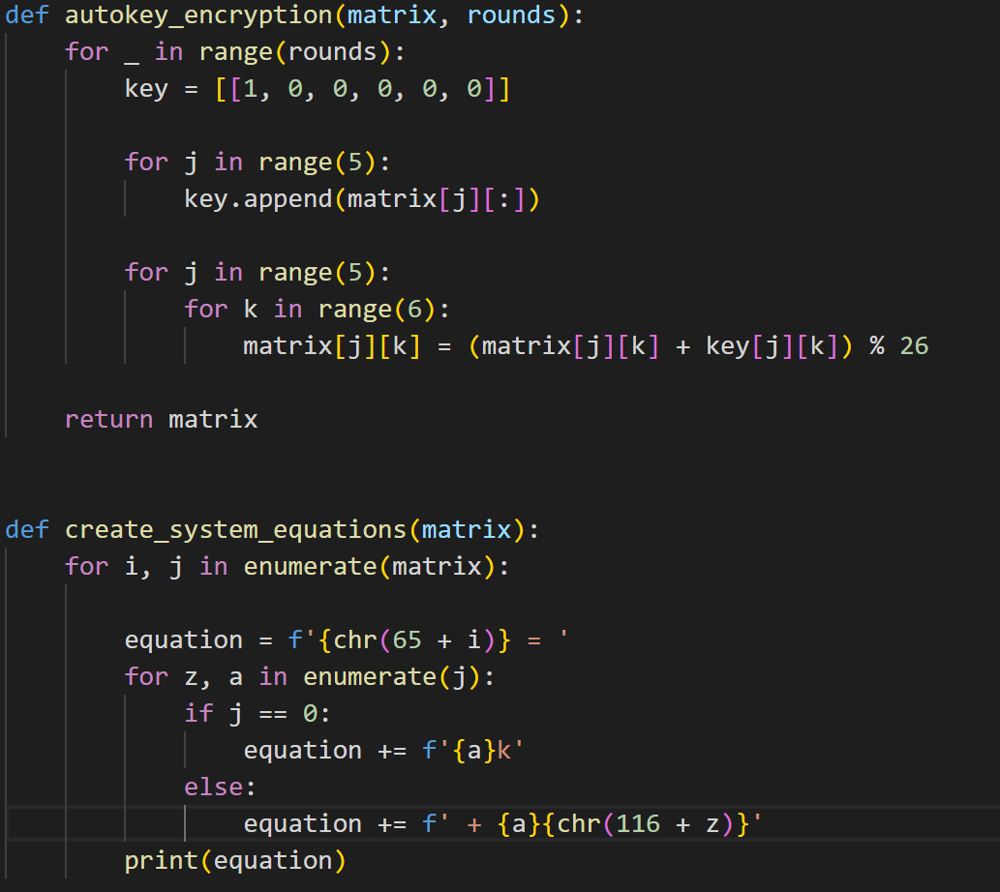 def autokey_encryption(matrix, rounds):
    for _ in range(rounds):
        key = [[1, 0, 0, 0, 0, 0]]

        for j in range(5):
            key.append(matrix[j][:])

        for j in range(5):
            for k in range(6):
                matrix[j][k] = (matrix[j][k] + key[j][k]) % 26

    return matrix


def create_system_equations(matrix):
    for i, j in enumerate(matrix):

        equation = f'{chr(65 + i)} = '
        for z, a in enumerate(j):
            if j == 0:
                equation += f'{a}k'
            else:
                equation += f' + {a}{chr(116 + z)}'
        print(equation)